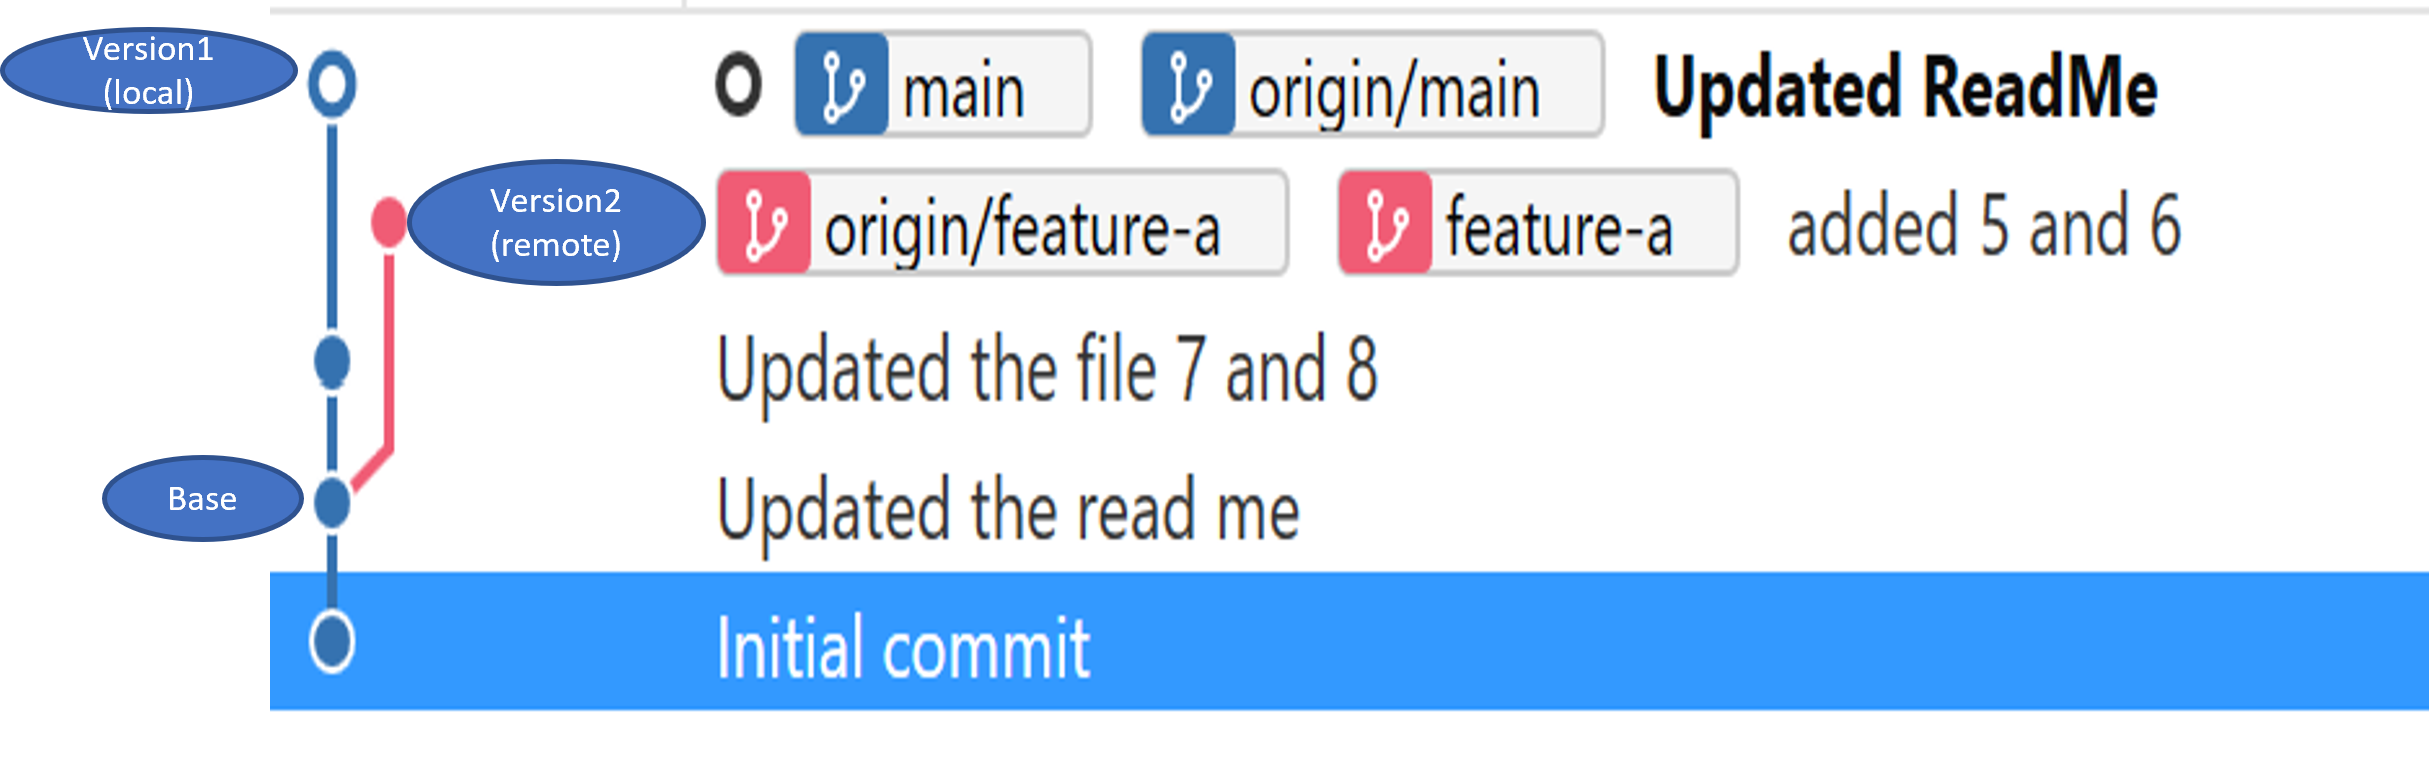 Version1
(local)
main origin/main Updated ReadMe
Version2
(remote)
origin/feature-a feature-a added 5 and 6
Updated the file 7 and 8
Base
Updated the read me
Initial commit